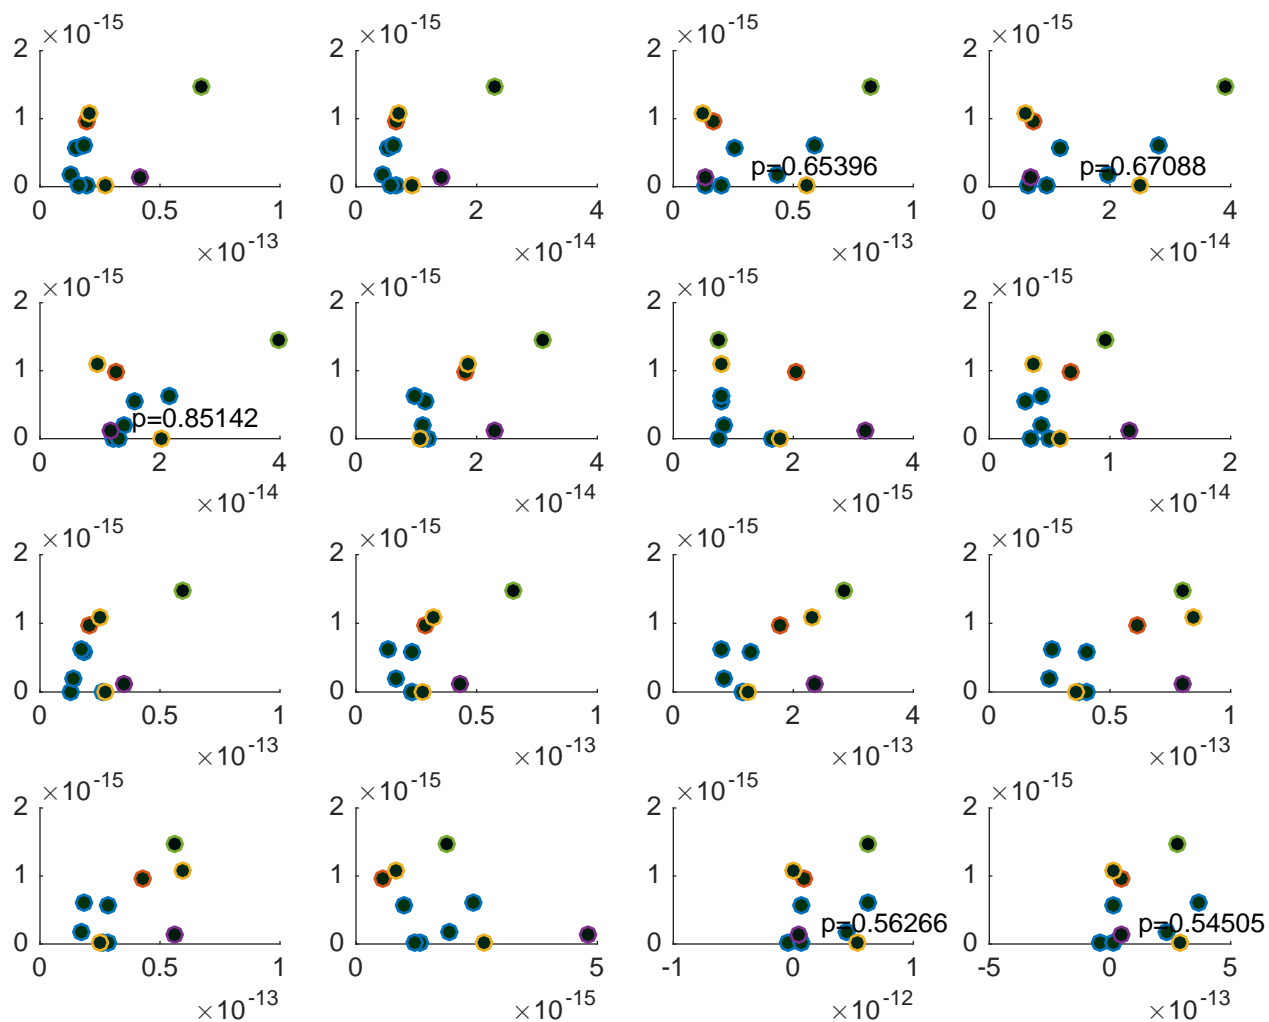 ×10^-15 ×10^-15 ×10^-15 ×10^-15
2 2 2 2
1 1 1 1
p=0.65396 p=0.67088
0 0 0 0
0 0.5 1 0 2 4 0 0.5 1 0 2 4
×10^-13 ×10^-14 ×10^-13 ×10^-14
×10^-15 ×10^-15 ×10^-15 ×10^-15
2 2 2 2
1 1 1 1
p=0.85142
0 0 0 0
0 2 4 0 2 4 0 2 4 0 1 2
×10^-14 ×10^-14 ×10^-15 ×10^-14
×10^-15 ×10^-15 ×10^-15 ×10^-15
2 2 2 2
1 1 1 1
0 0 0 0
0 0.5 1 0 0.5 1 0 2 4 0 0.5 1
×10^-13 ×10^-13 ×10^-13 ×10^-13
×10^-15 ×10^-15 ×10^-15 ×10^-15
2 2 2 2
1 1 1 1
p=0.56266 p=0.54505
0 0 0 0
0 0.5 1 0 5 -1 0 1 -5 0 5
×10^-13 ×10^-15 ×10^-12 ×10^-13